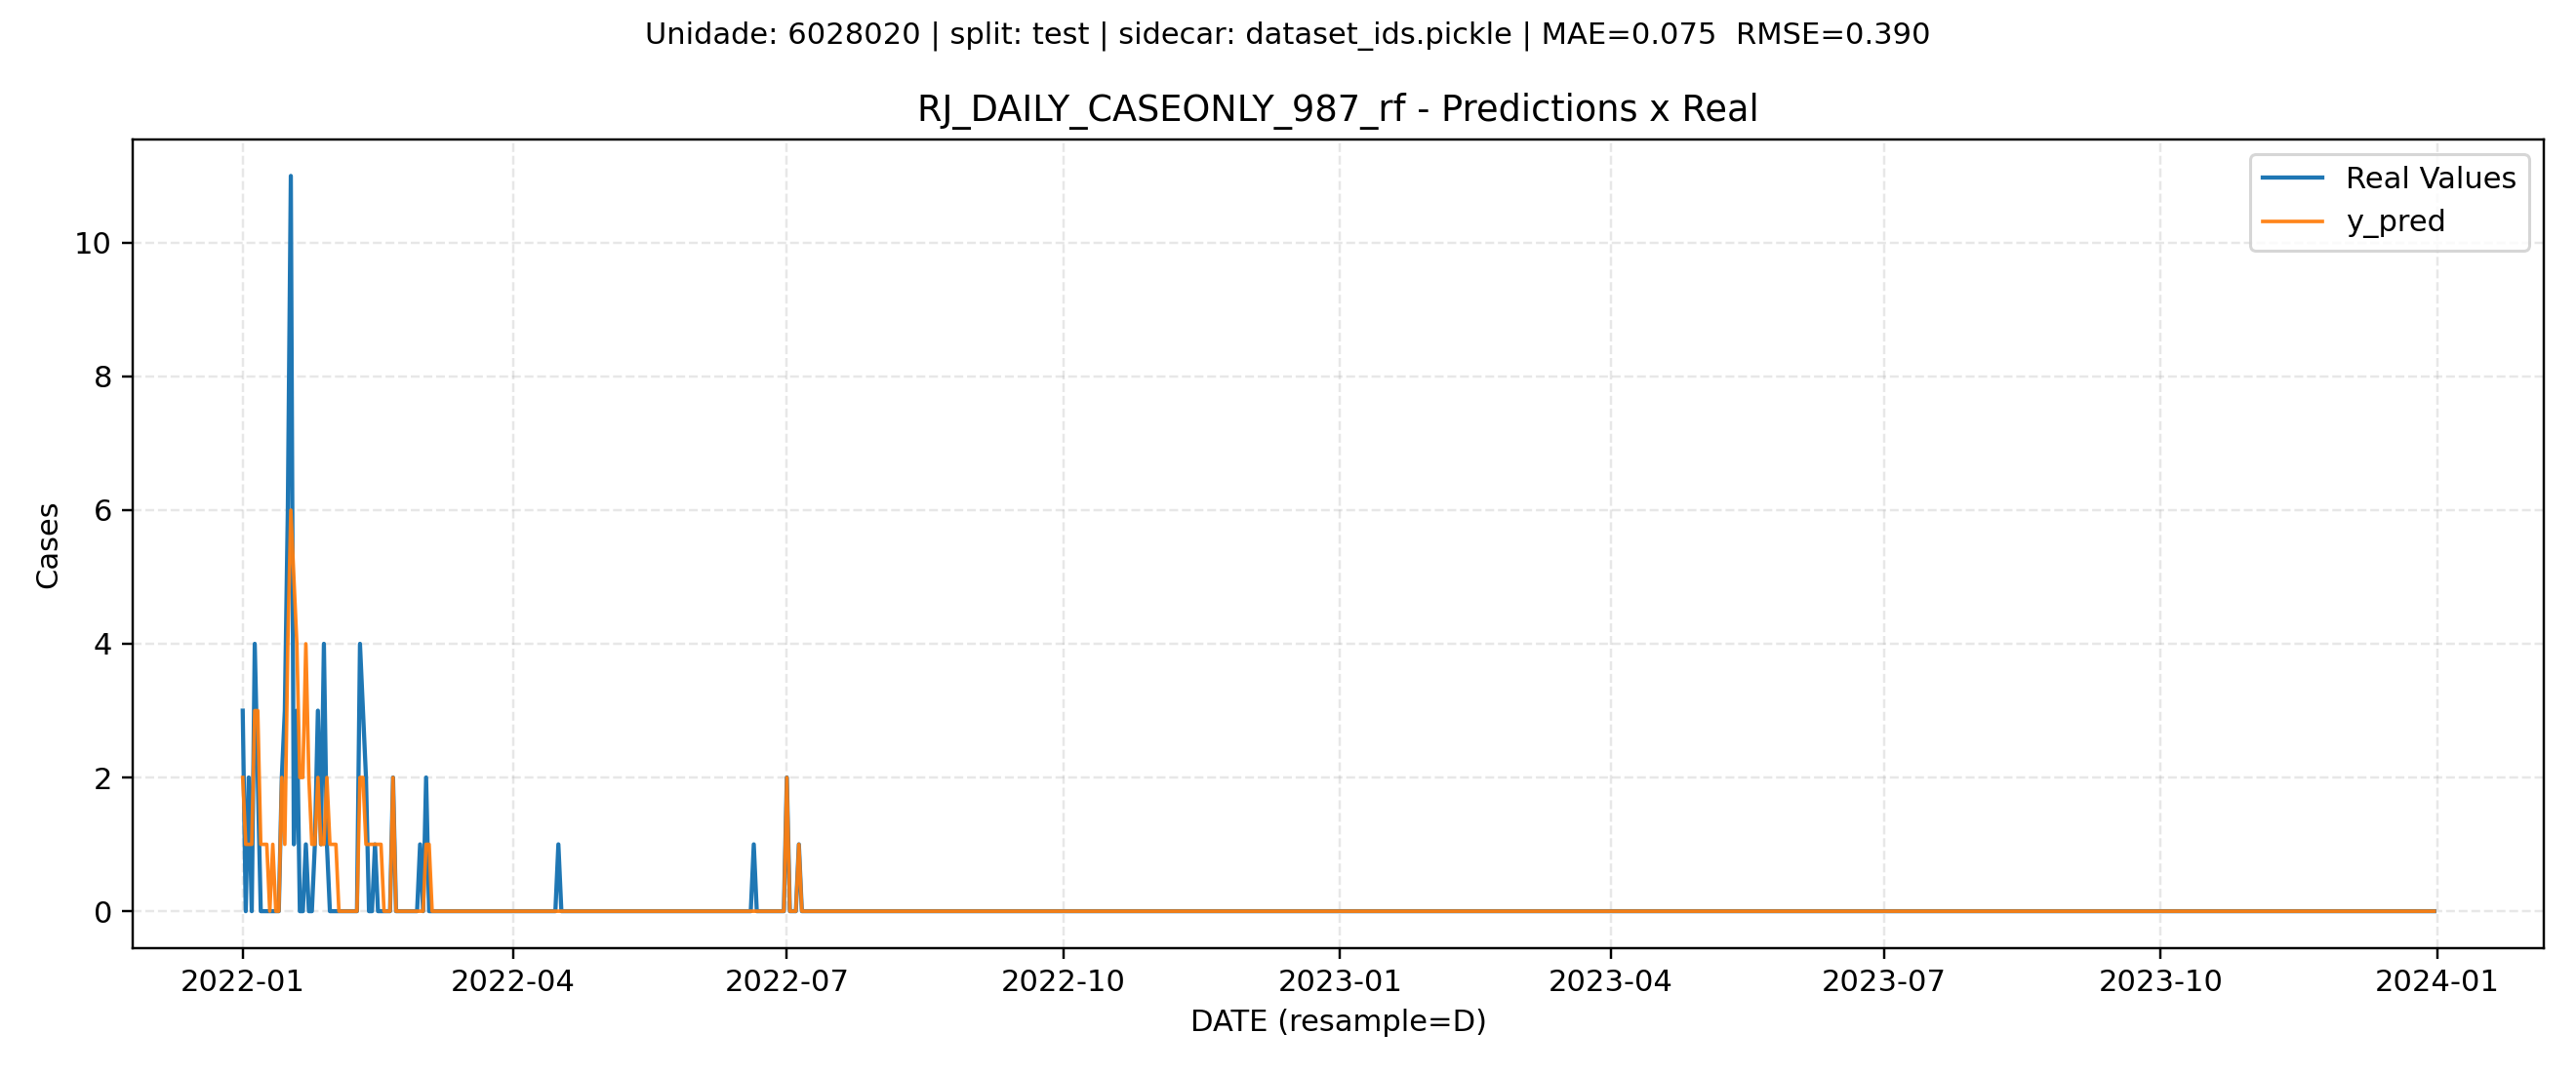 Unidade: 6028020 | split: test | sidecar: dataset_ids.pickle | MAE=0.075  RMSE=0.390
RJ_DAILY_CASEONLY_987_rf - Predictions x Real
Real Values
y_pred
Cases
10
8
6
4
2
0
2022-01
2022-04
2022-07
2022-10
2023-01
2023-04
2023-07
2023-10
2024-01
DATE (resample=D)